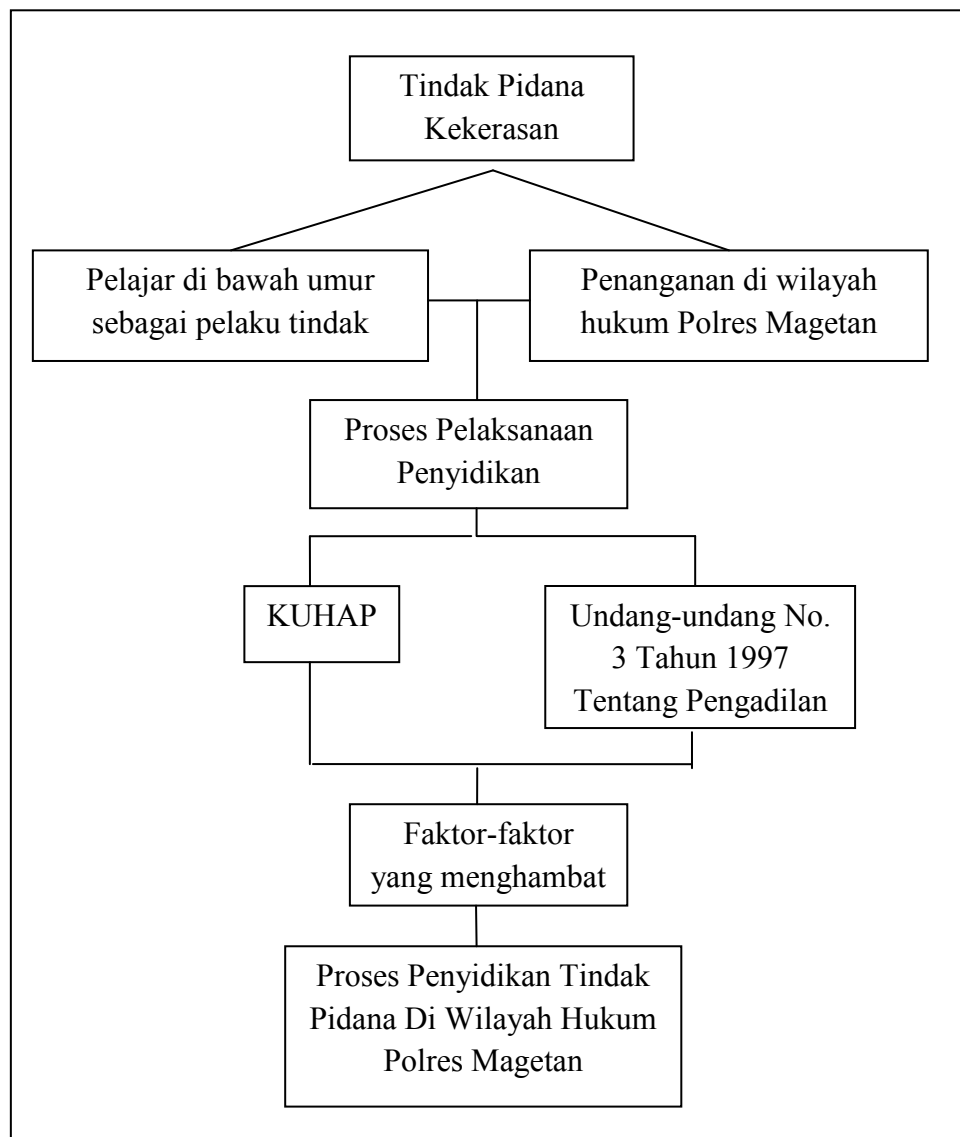 Tindak Pidana
Kekerasan
Pelajar di bawah umur
sebagai pelaku tindak
Penanganan di wilayah
hukum Polres Magetan
Proses Pelaksanaan
Penyidikan
KUHAP
Undang-undang No.
3 Tahun 1997
Tentang Pengadilan
Faktor-faktor
yang menghambat
Proses Penyidikan Tindak
Pidana Di Wilayah Hukum
Polres Magetan